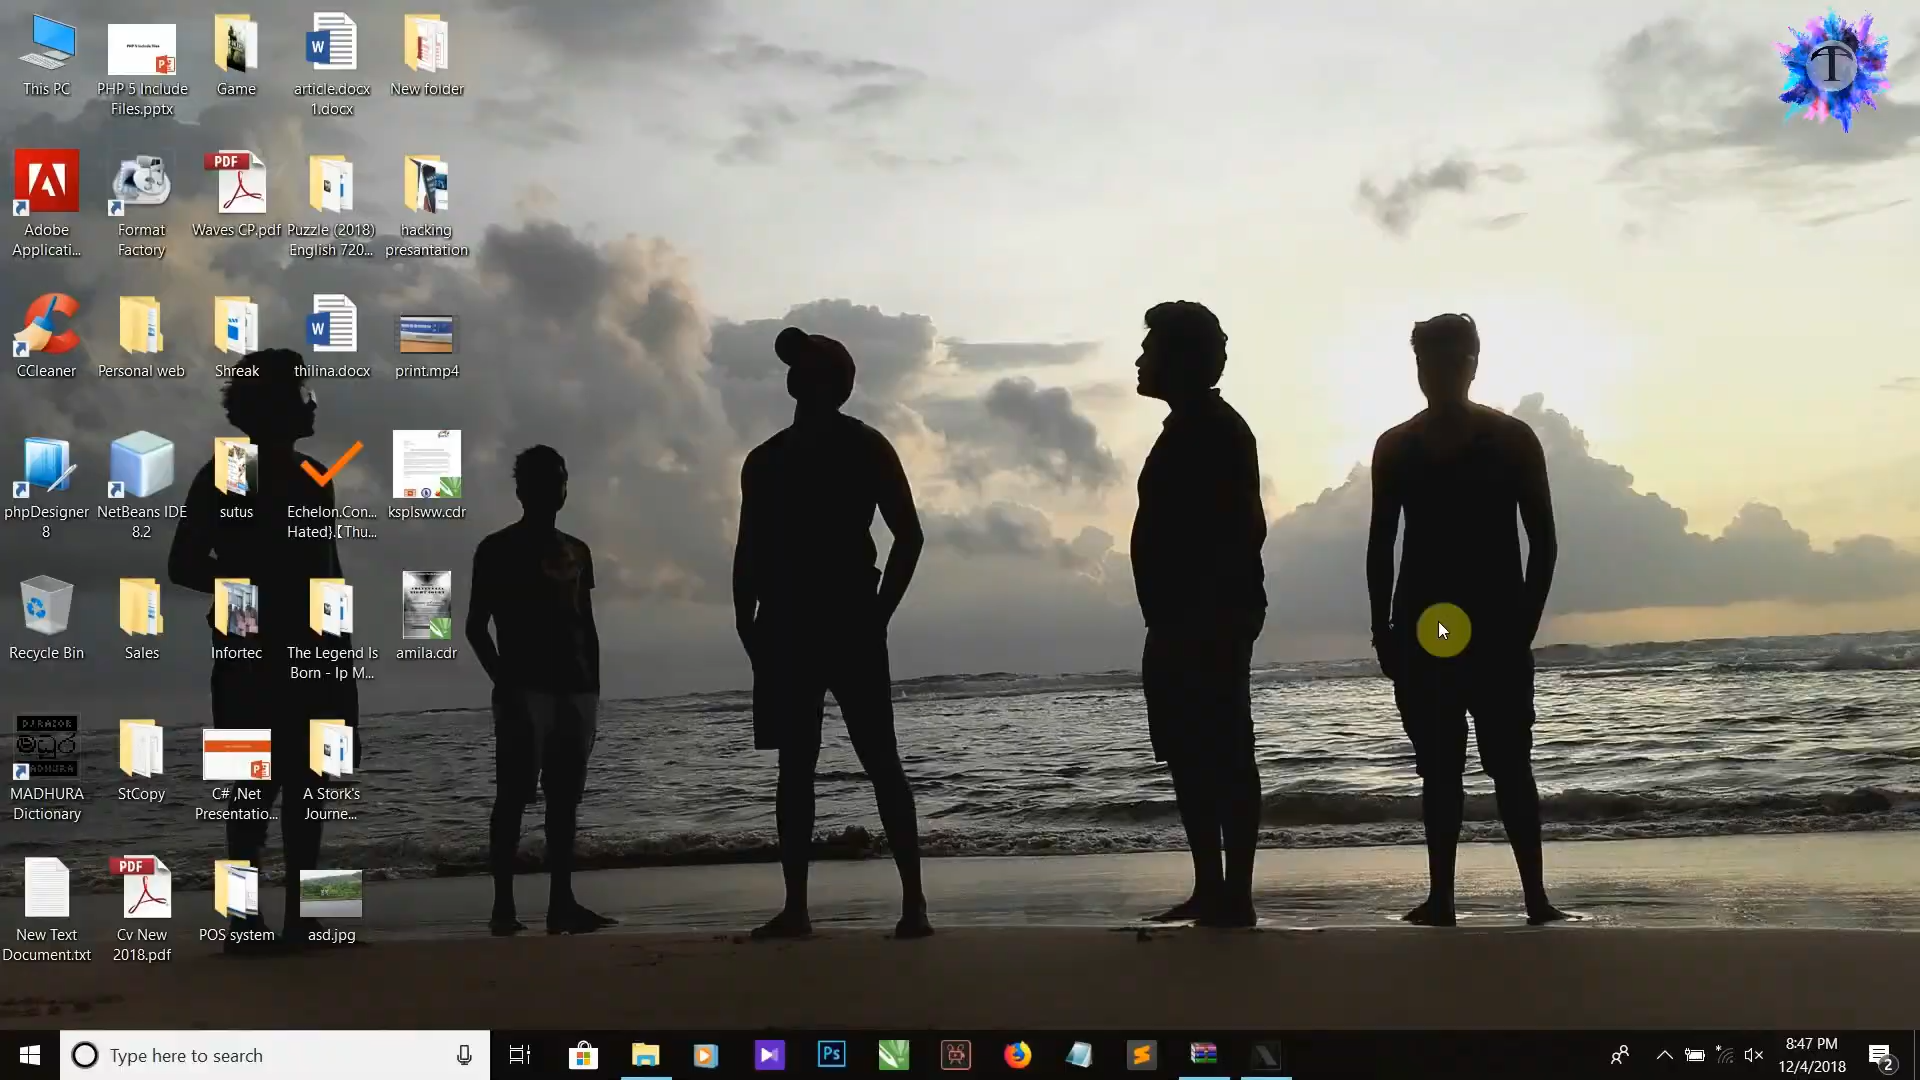 This PC
PHP 5 Include
Files.pptx
Game
article.docx
1.docx
New folder
Adobe
Applicati...
Format
Factory
Waves CP.pdf
Puzzle (2018)
English 720...
hacking
presantation
CCleaner
Personal web
Shreak
thilina.docx
print.mp4
phpDesigner
8
NetBeans IDE
8.2
sutus
Echelon.Con...
Hated}.【Thu...
ksplsww.cdr
Recycle Bin
Sales
Infortec
The Legend Is
Born - Ip M...
amila.cdr
MADHURA
Dictionary
StCopy
C# ,Net
Presentatio...
A Stork's
Journe...
New Text
Document.txt
Cv New
2018.pdf
POS system
asd.jpg
Type here to search
Ps
8:47 PM
12/4/2018
2